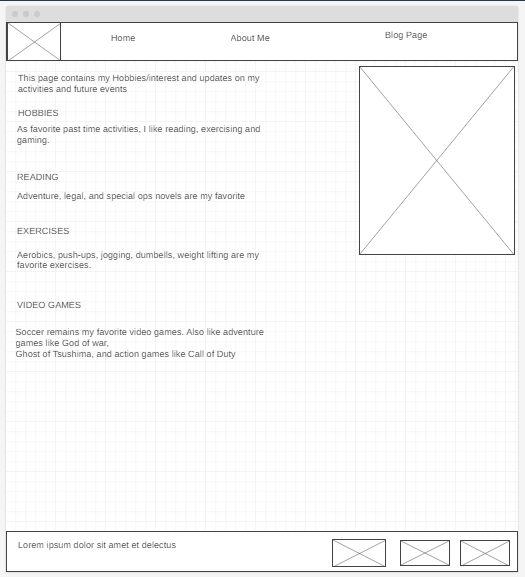 Home About Me Blog Page
This page contains my Hobbies/interest and updates on my
activities and future events
HOBBIES
As favorite past time activities, I like reading, exercising and
gaming.
READING
Adventure, legal, and special ops novels are my favorite
EXERCISES
Aerobics, push-ups, jogging, dumbells, weight lifting are my
favorite exercises.
VIDEO GAMES
Soccer remains my favorite video games. Also like adventure
games like God of war,
Ghost of Tsushima, and action games like Call of Duty
Lorem ipsum dolor sit amet et delectus